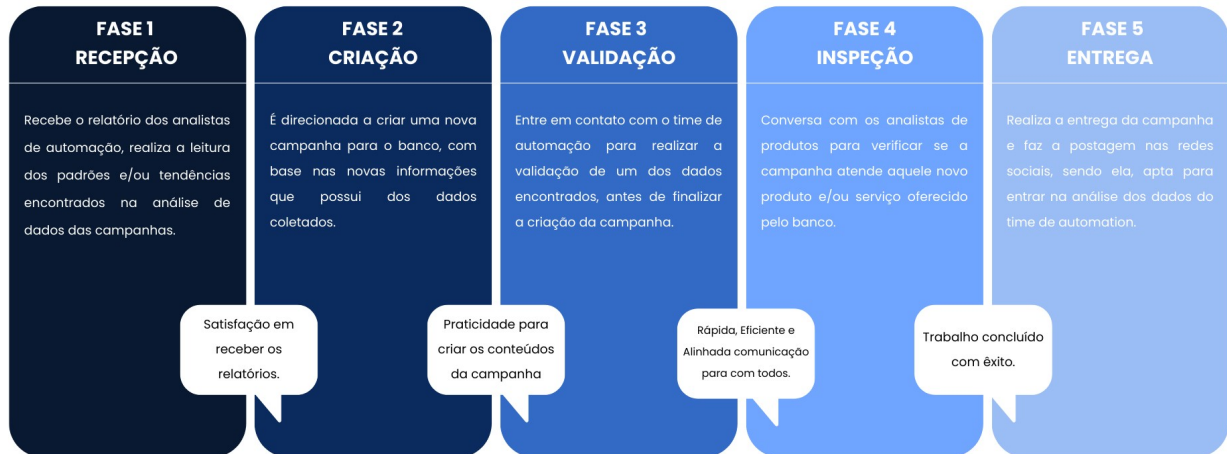 FASE 1
RECEPÇÃO
Recebe o relatório dos analistas
de automação, realiza a leitura
dos padrões e/ou tendências
encontrados na análise de
dados das campanhas.
Satisfação em
receber os
relatórios.
FASE 2
CRIAÇÃO
É direcionada a criar uma nova
campanha para o banco, com
base nas novas informações
que possui dos dados
coletados.
Praticidade para
criar os conteúdos
da campanha
FASE 3
VALIDAÇÃO
Entre em contato com o time de
automação para realizar a
validação de um dos dados
encontrados, antes de finalizar
a criação da campanha.
Rápida, Eficiente e
Alinhada comunicação
para com todos.
FASE 4
INSPEÇÃO
Conversa com os analistas de
produtos para verificar se a
campanha atende aquele novo
produto e/ou serviço oferecido
pelo banco.
Trabalho concluído
com êxito.
FASE 5
ENTREGA
Realiza a entrega da campanha
e faz a postagem nas redes
sociais, sendo ela, apta para
entrar na análise dos dados do
time de automation.